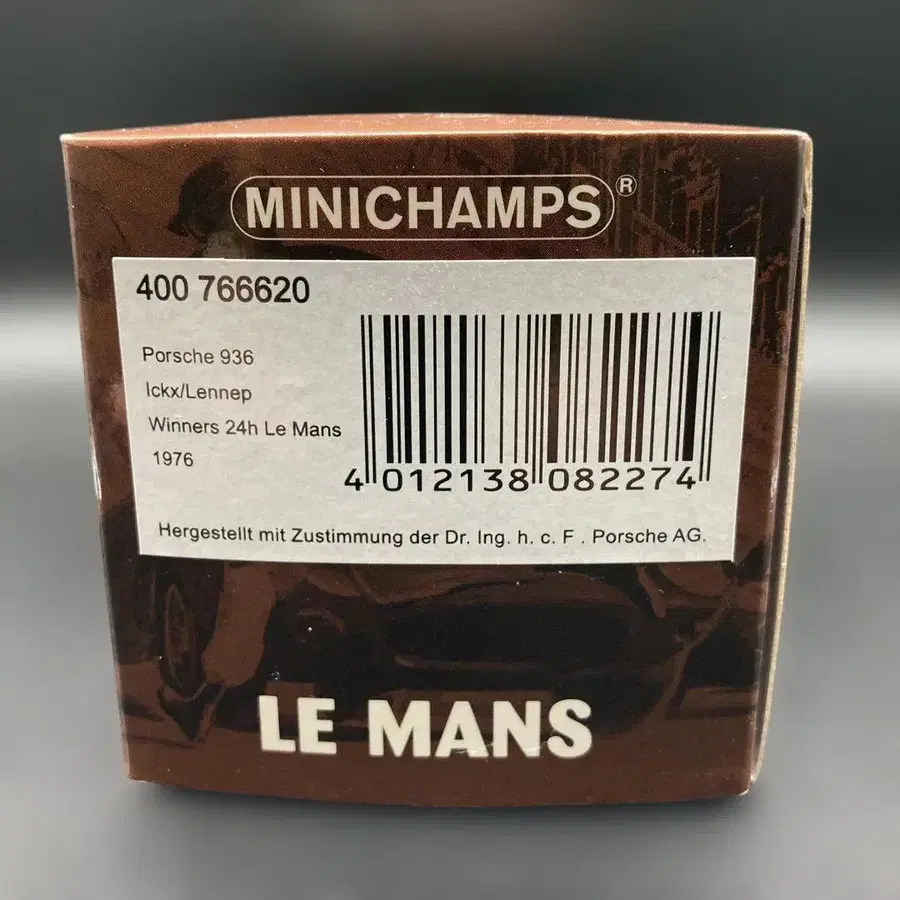 MINICHAMPS®
400 766620
Porsche 936
Ickx/Lennep
Winners 24h Le Mans
1976
4 012138 082274
Hergestellt mit Zustimmung der Dr. Ing. h. c. F . Porsche AG.
LE MANS